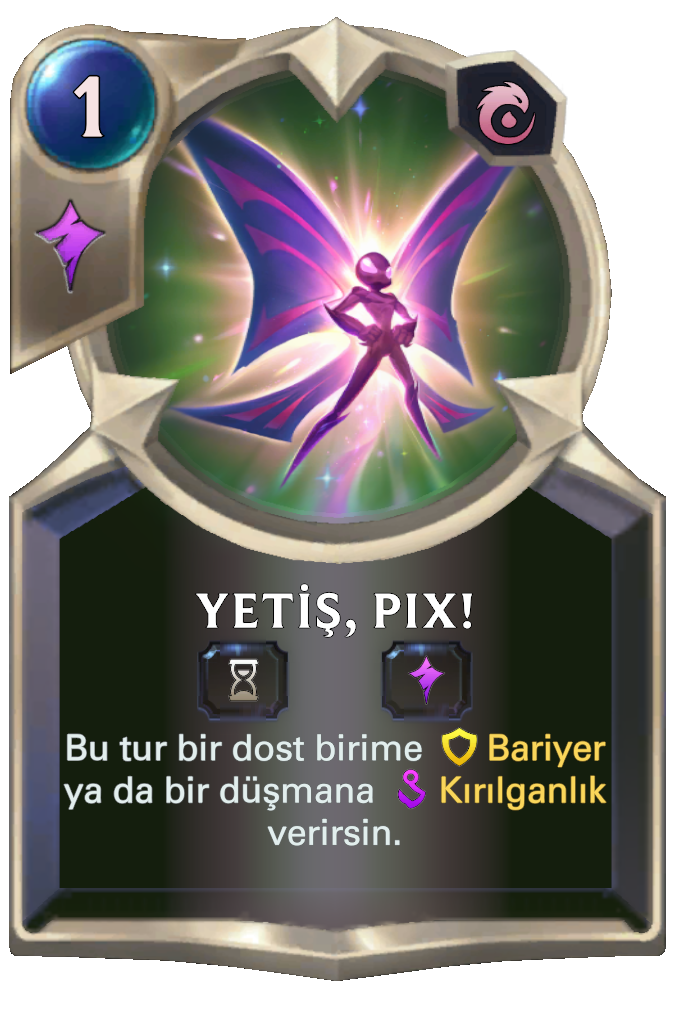 1
YETİŞ, PIX!
Bu tur bir dost birime Bariyer
ya da bir düşmana Kırılganlık
verirsin.